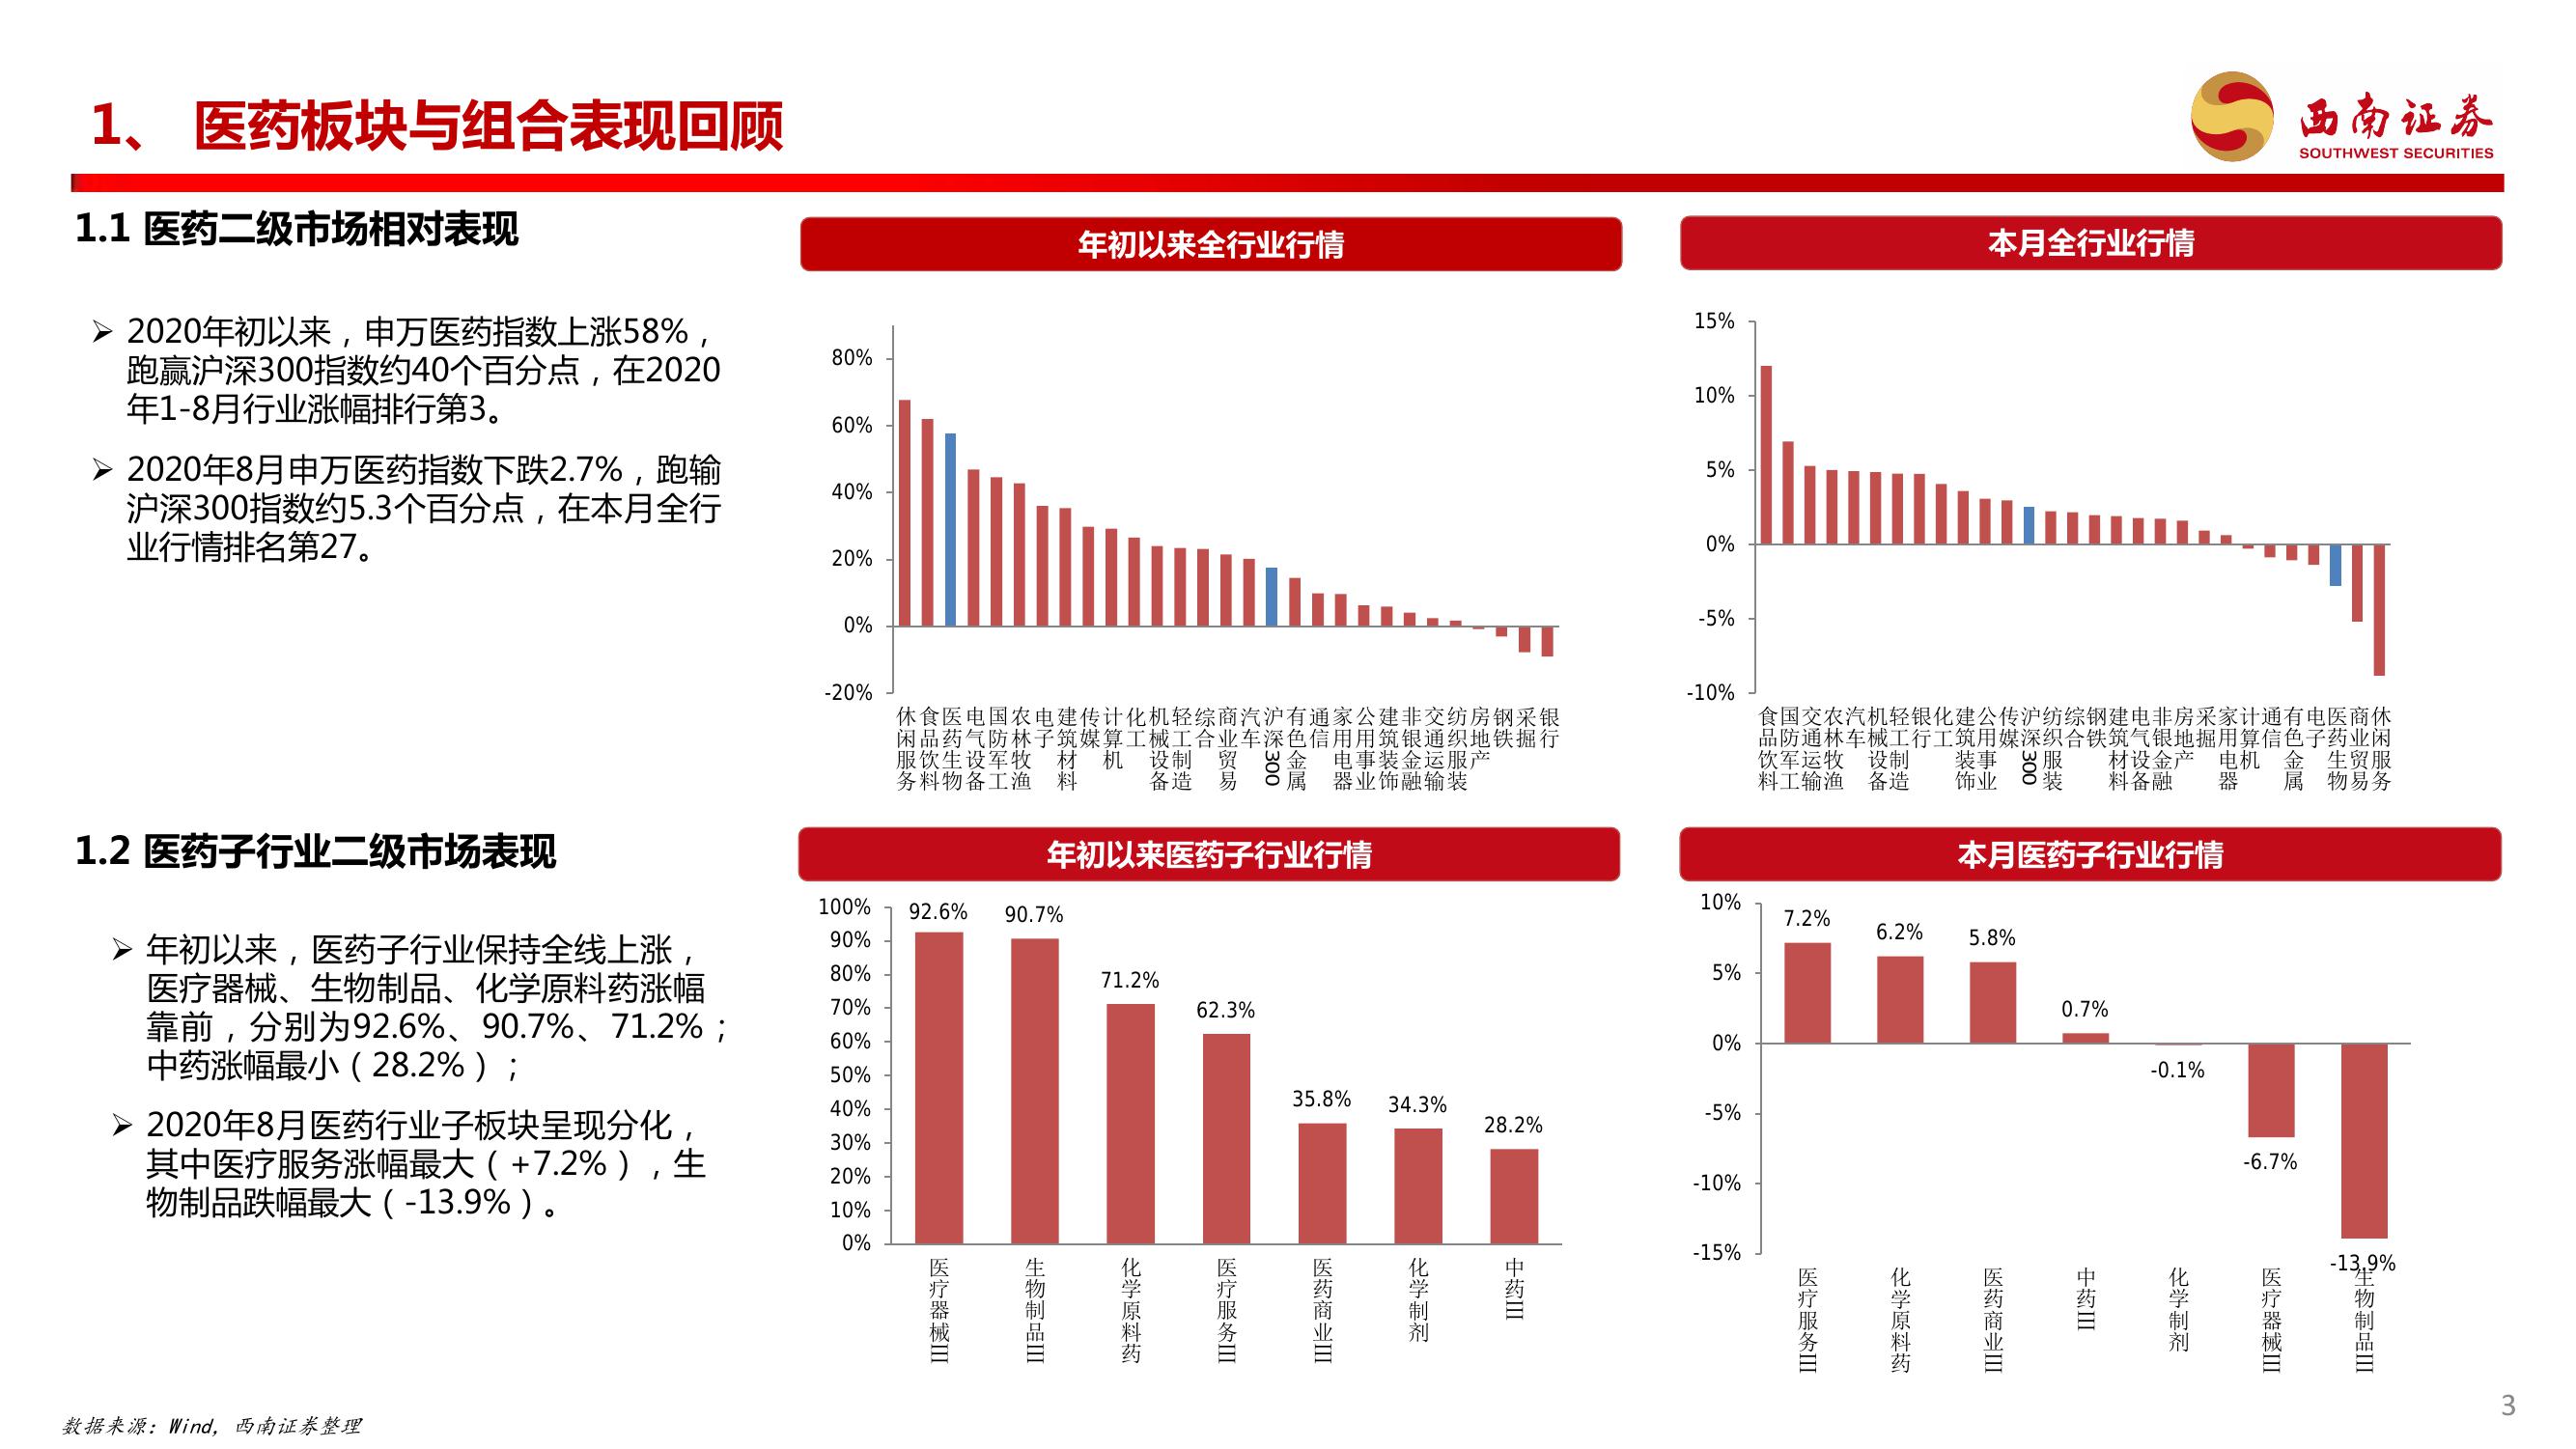 1、 医药板块与组合表现回顾
西南证券
SOUTHWEST SECURITIES
1.1 医药二级市场相对表现
➢ 2020年初以来，申万医药指数上涨58%，
跑赢沪深300指数约40个百分点，在2020
年1-8月行业涨幅排行第3。
➢ 2020年8月申万医药指数下跌2.7%，跑输
沪深300指数约5.3个百分点，在本月全行
业行情排名第27。
年初以来全行业行情
80%
60%
40%
20%
0%
-20%
休闲服务
食品饮料
医药生物
电气设备
国防军工
农林牧渔
电子
建筑材料
传媒
计算机
化工
机械设备
轻工制造
综合
商业贸易
汽车
沪深300
有色金属
通信
家用电器
公用事业
建筑装饰
非银金融
交通运输
纺织服装
房地产
钢铁
采掘
银行
本月全行业行情
15%
10%
5%
0%
-5%
-10%
食品饮料
国防军工
交通运输
农林牧渔
汽车
机械设备
轻工制造
银行
化工
建筑装饰
公用事业
传媒
沪深300
纺织服装
综合
钢铁
建筑材料
电气设备
非银金融
房地产
采掘
家用电器
计算机
通信
有色金属
电子
医药生物
商业贸易
休闲服务
1.2 医药子行业二级市场表现
➢ 年初以来，医药子行业保持全线上涨，
医疗器械、生物制品、化学原料药涨幅
靠前，分别为92.6%、90.7%、71.2%；
中药涨幅最小（28.2%）；
➢ 2020年8月医药行业子板块呈现分化，
其中医疗服务涨幅最大（+7.2%），生
物制品跌幅最大（-13.9%）。
年初以来医药子行业行情
100%
90%
80%
70%
60%
50%
40%
30%
20%
10%
0%
92.6%
90.7%
71.2%
62.3%
35.8%
34.3%
28.2%
医疗器械III
生物制品III
化学原料药
医疗服务III
医药商业III
化学制剂
中药III
本月医药子行业行情
10%
5%
0%
-5%
-10%
-15%
7.2%
6.2%
5.8%
0.7%
-0.1%
-6.7%
-13.9%
医疗服务III
化学原料药
医药商业III
中药III
化学制剂
医疗器械III
生物制品III
数据来源：Wind，西南证券整理
3